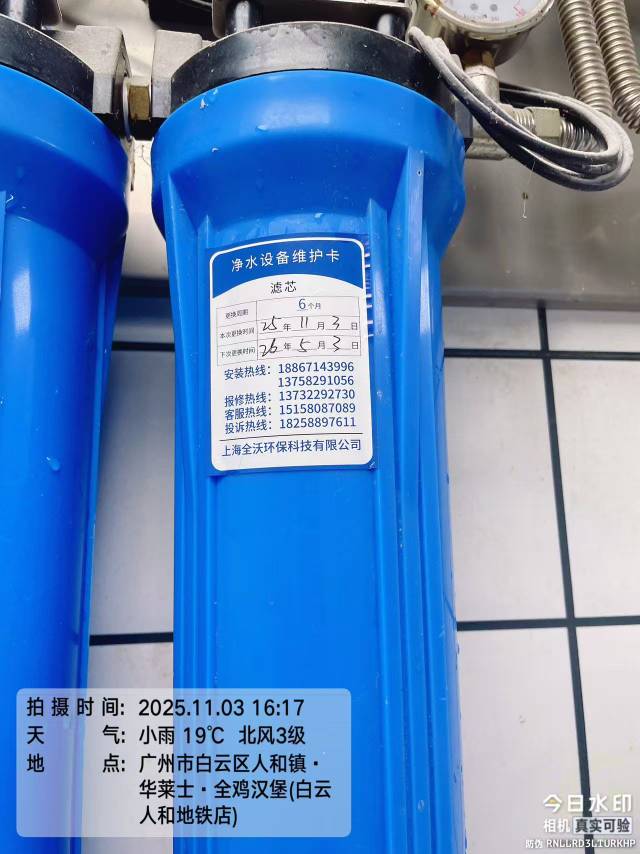 净水设备维护卡
滤芯
更换周期 6个月
本次更换时间 25年11月3日
下次更换时间 26年5月3日
安装热线：18867143996
13758291056
报修热线：13732292730
客服热线：15158087089
投诉热线：18258897611
上海全沃环保科技有限公司
拍摄时间：2025.11.03 16:17
天气：小雨 19℃ 北风3级
地点：广州市白云区人和镇·
华莱士·全鸡汉堡(白云
人和地铁店)
今日水印
相机 真实可验
防伪 RNLLRD3LTURKHP